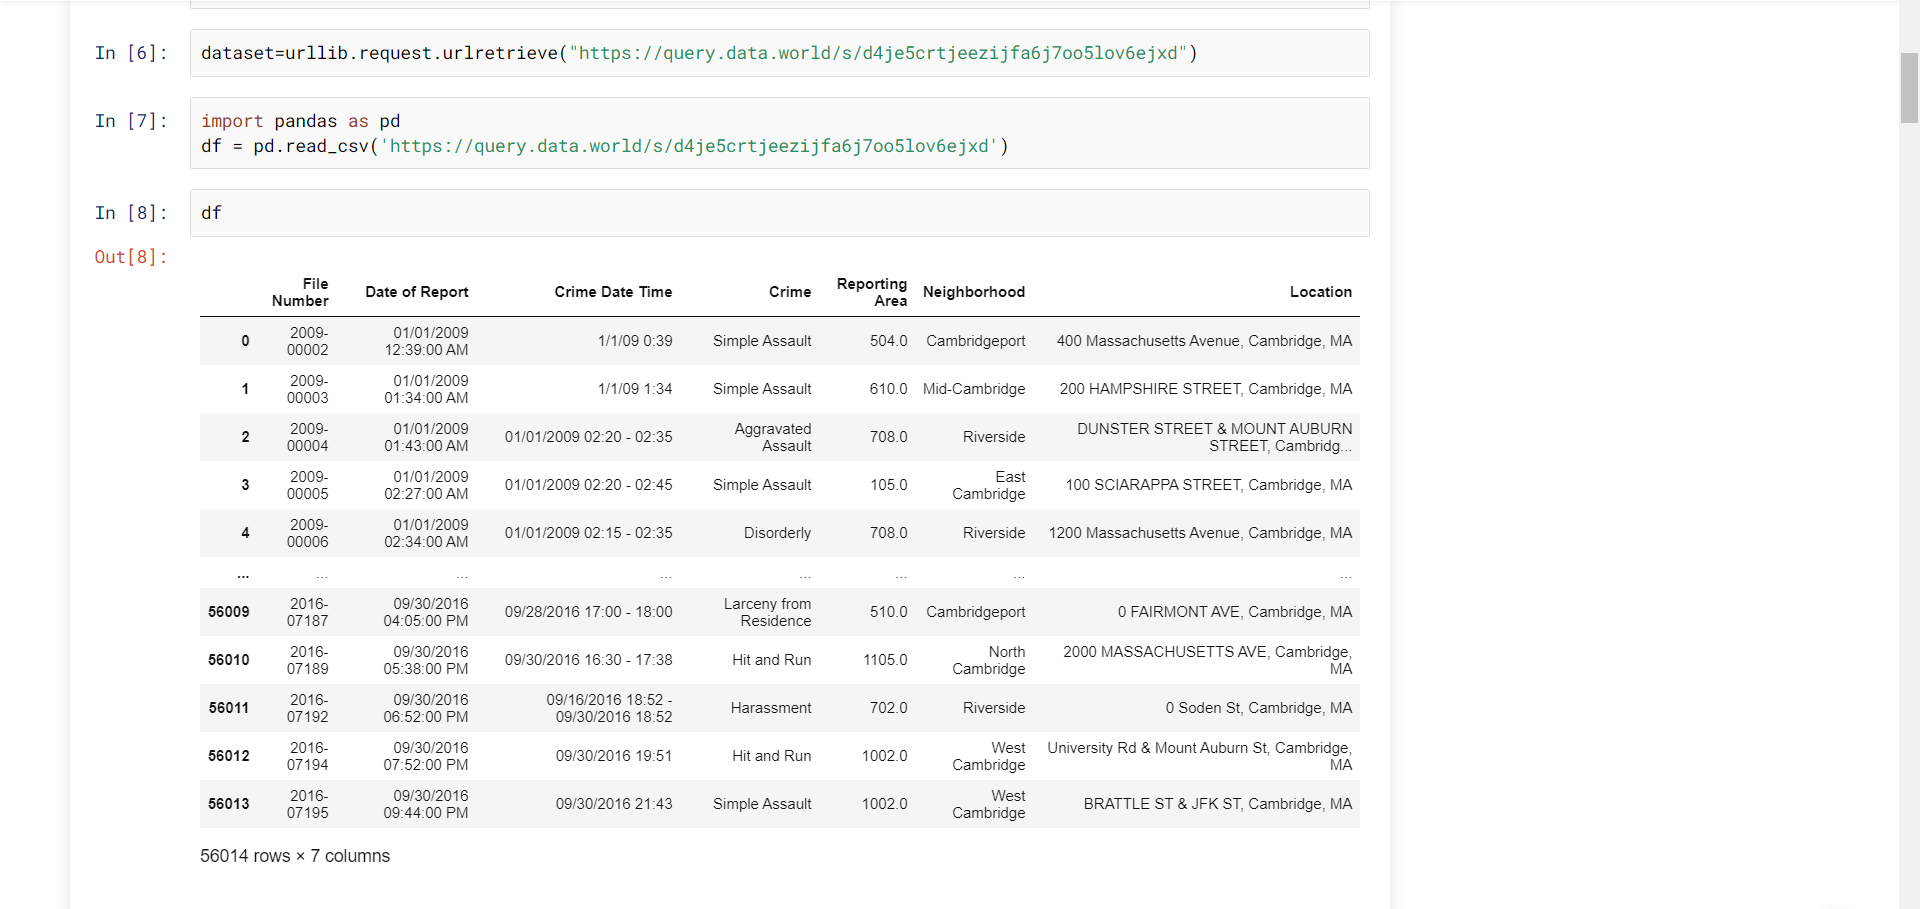 In [6]: dataset=urllib.request.urlretrieve("https://query.data.world/s/d4je5crtjeezijfa6j7oo5lov6ejxd")
In [7]: import pandas as pd
df = pd.read_csv('https://query.data.world/s/d4je5crtjeezijfa6j7oo5lov6ejxd')
In [8]: df
Out[8]:
File Number Date of Report Crime Date Time Crime Reporting Area Neighborhood Location
0 2009-00002 01/01/2009 12:39:00 AM 1/1/09 0:39 Simple Assault 504.0 Cambridgeport 400 Massachusetts Avenue, Cambridge, MA
1 2009-00003 01/01/2009 01:34:00 AM 1/1/09 1:34 Simple Assault 610.0 Mid-Cambridge 200 HAMPSHIRE STREET, Cambridge, MA
2 2009-00004 01/01/2009 01:43:00 AM 01/01/2009 02:20 - 02:35 Aggravated Assault 708.0 Riverside DUNSTER STREET & MOUNT AUBURN STREET, Cambridg...
3 2009-00005 01/01/2009 02:27:00 AM 01/01/2009 02:20 - 02:45 Simple Assault 105.0 East Cambridge 100 SCIARAPPA STREET, Cambridge, MA
4 2009-00006 01/01/2009 02:34:00 AM 01/01/2009 02:15 - 02:35 Disorderly 708.0 Riverside 1200 Massachusetts Avenue, Cambridge, MA
... ... ... ... ... ... ... ...
56009 2016-07187 09/30/2016 04:05:00 PM 09/28/2016 17:00 - 18:00 Larceny from Residence 510.0 Cambridgeport 0 FAIRMONT AVE, Cambridge, MA
56010 2016-07189 09/30/2016 05:38:00 PM 09/30/2016 16:30 - 17:38 Hit and Run 1105.0 North Cambridge 2000 MASSACHUSETTS AVE, Cambridge, MA
56011 2016-07192 09/30/2016 06:52:00 PM 09/16/2016 18:52 - 09/30/2016 18:52 Harassment 702.0 Riverside 0 Soden St, Cambridge, MA
56012 2016-07194 09/30/2016 07:52:00 PM 09/30/2016 19:51 Hit and Run 1002.0 West Cambridge University Rd & Mount Auburn St, Cambridge, MA
56013 2016-07195 09/30/2016 09:44:00 PM 09/30/2016 21:43 Simple Assault 1002.0 West Cambridge BRATTLE ST & JFK ST, Cambridge, MA
56014 rows × 7 columns